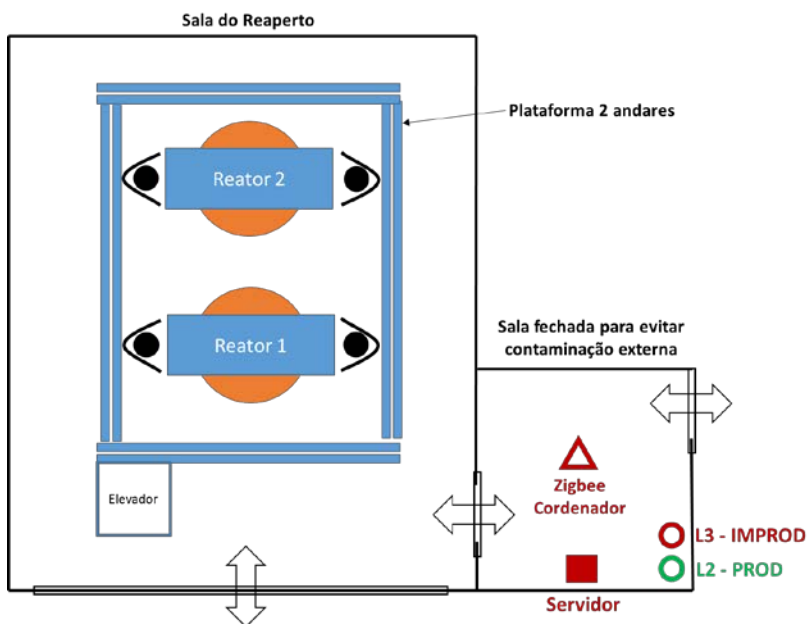 Sala do Reaperto
Plataforma 2 andares
Reator 2
Reator 1
Sala fechada para evitar
contaminação externa
Elevador
Zigbee
Cordenador
L3 - IMPROD
L2 - PROD
Servidor